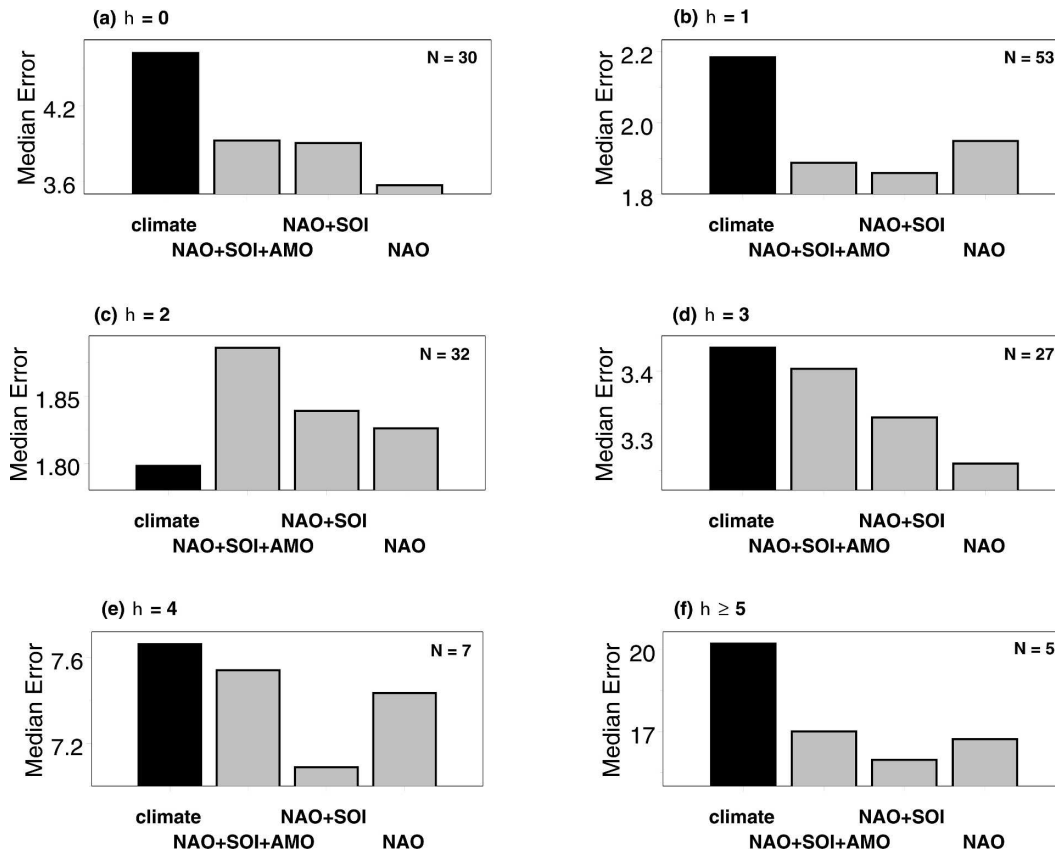 (a) h = 0
Median Error
4.2
3.6
N = 30
climate
NAO+SOI
NAO+SOI+AMO
NAO
(b) h = 1
Median Error
2.2
2.0
1.8
N = 53
climate
NAO+SOI
NAO+SOI+AMO
NAO
(c) h = 2
Median Error
1.85
1.80
N = 32
climate
NAO+SOI
NAO+SOI+AMO
NAO
(d) h = 3
Median Error
3.4
3.3
N = 27
climate
NAO+SOI
NAO+SOI+AMO
NAO
(e) h = 4
Median Error
7.6
7.2
N = 7
climate
NAO+SOI
NAO+SOI+AMO
NAO
(f) h ≥ 5
Median Error
20
17
N = 5
climate
NAO+SOI
NAO+SOI+AMO
NAO